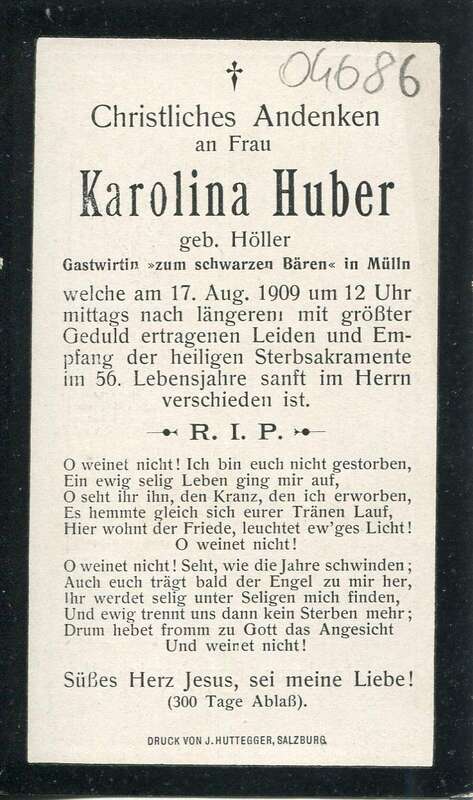 04686
Christliches Andenken
an Frau
Karolina Huber
geb. Höller
Gastwirtin »zum schwarzen Bären« in Mülln
welche am 17. Aug. 1909 um 12 Uhr
mittags nach längerem mit größter
Geduld ertragenen Leiden und Em-
pfang der heiligen Sterbsakramente
im 56. Lebensjahre sanft im Herrn
verschieden ist.
R. I. P.
O weinet nicht! Ich bin euch nicht gestorben,
Ein ewig selig Leben ging mir auf,
O seht ihr ihn, den Kranz, den ich erworben,
Es hemmte gleich sich eurer Tränen Lauf,
Hier wohnt der Friede, leuchtet ew'ges Licht!
O weinet nicht!
O weinet nicht! Seht, wie die Jahre schwinden;
Auch euch trägt bald der Engel zu mir her,
Ihr werdet selig unter Seligen mich finden,
Und ewig trennt uns dann kein Sterben mehr;
Drum hebet fromm zu Gott das Angesicht
Und weinet nicht!
Süßes Herz Jesus, sei meine Liebe!
(300 Tage Ablaß).
DRUCK VON J. HUTTEGGER, SALZBURG.